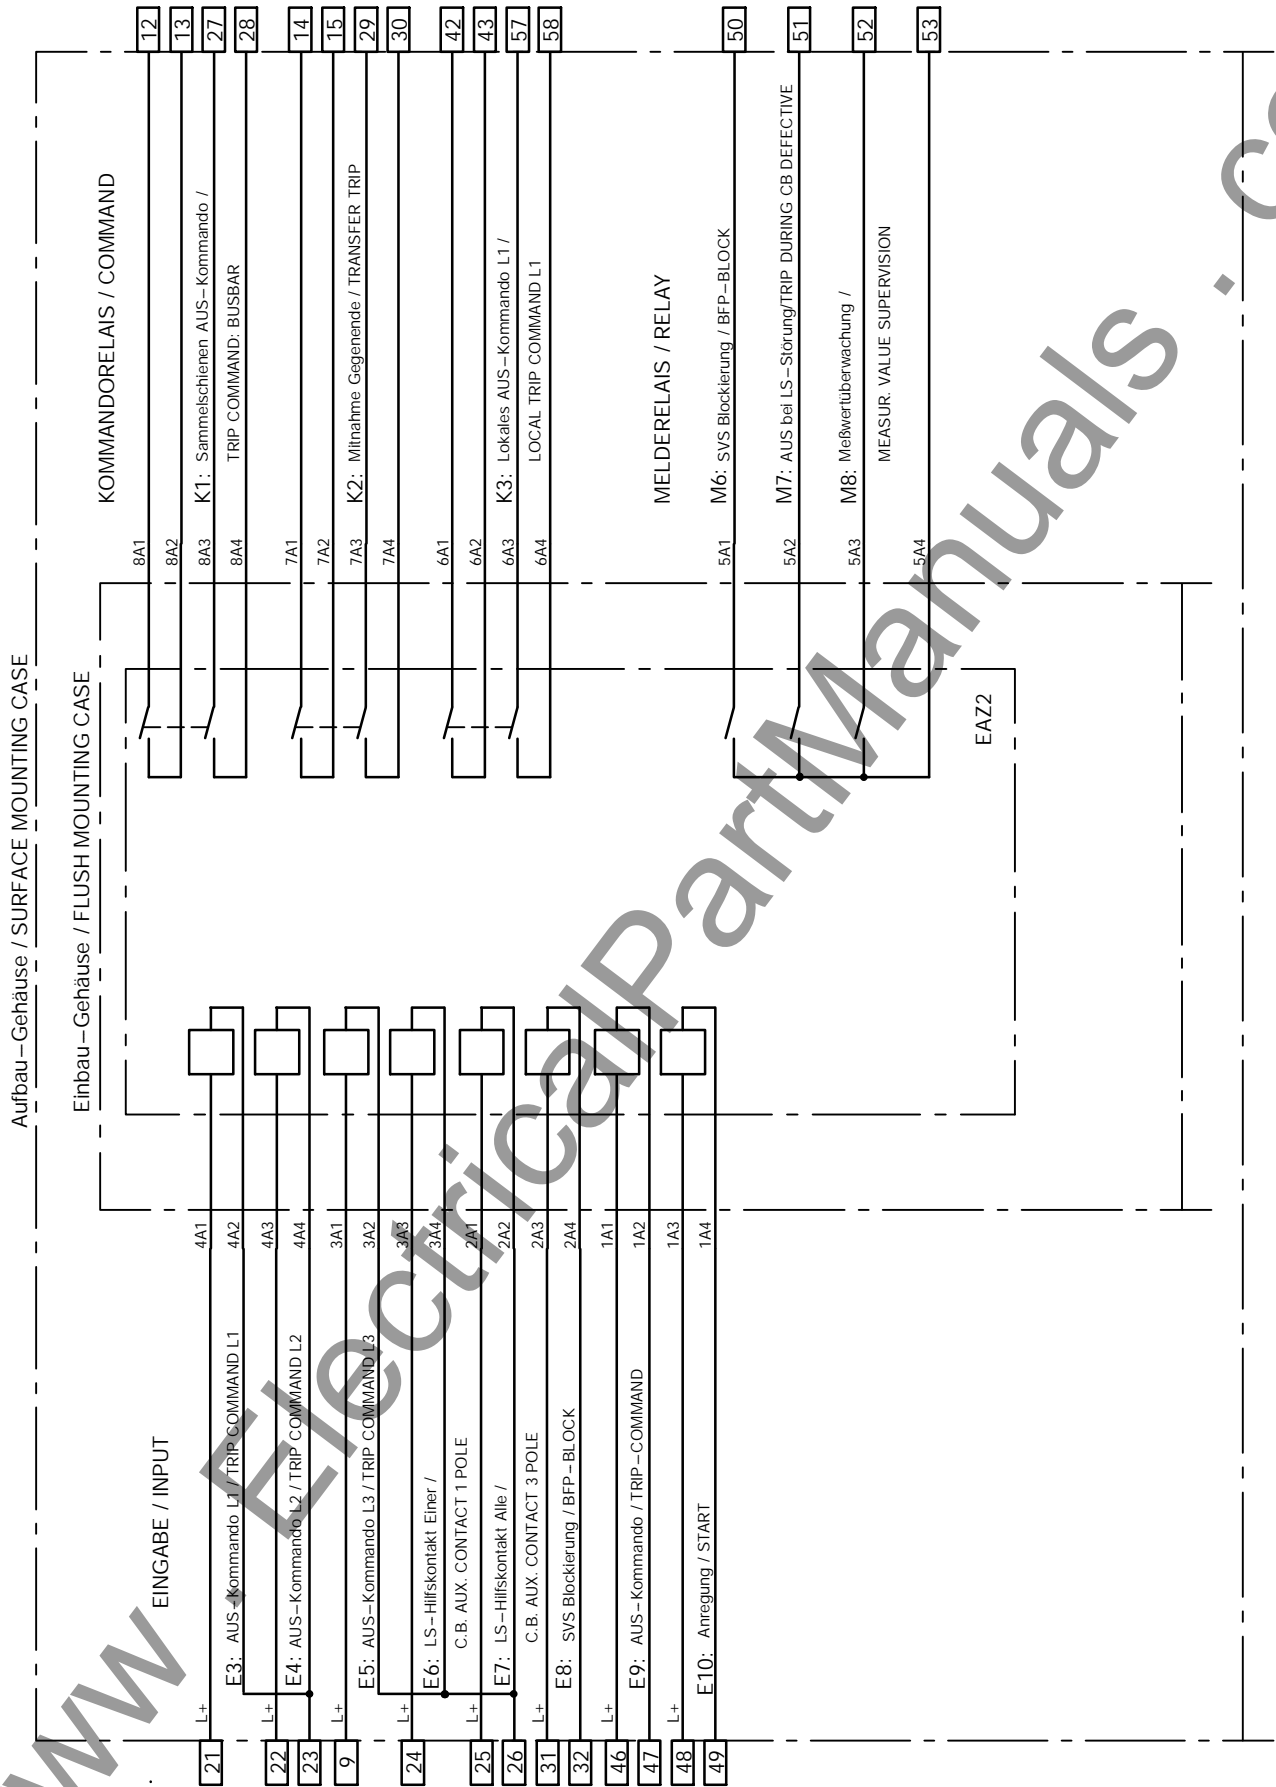 Aufbau-Gehäuse / SURFACE MOUNTING CASE
Einbau-Gehäuse / FLUSH MOUNTING CASE
EINGABE / INPUT
21 L+ 4A1
E3: AUS-Kommando L1 / TRIP COMMAND L1 4A2
22 L+ 4A3
E4: AUS-Kommando L2 / TRIP COMMAND L2 4A4
23
9 L+ 3A1
E5: AUS-Kommando L3 / TRIP COMMAND L3 3A2
24 L+ 3A3
E6: LS-Hilfskontakt Einer / 3A4
C.B. AUX. CONTACT 1 POLE
25 L+ 2A1
E7: LS-Hilfskontakt Alle / 2A2
26
C.B. AUX. CONTACT 3 POLE
31 L+ 2A3
E8: SVS Blockierung / BFP-BLOCK 2A4
32
46 L+ 1A1
E9: AUS-Kommando / TRIP-COMMAND 1A2
47
48 L+ 1A3
E10: Anregung / START 1A4
49
KOMMANDORELAIS / COMMAND
8A1 12
8A2 13
8A3 K1: Sammelschienen AUS-Kommando / 27
8A4 TRIP COMMAND: BUSBAR 28
7A1 14
7A2 15
7A3 K2: Mitnahme Gegenende / TRANSFER TRIP 29
7A4 30
6A1 42
6A2 43
6A3 K3: Lokales AUS-Kommando L1 / 57
6A4 LOCAL TRIP COMMAND L1 58
MELDERELAIS / RELAY
5A1 M6: SVS Blockierung / BFP-BLOCK 50
5A2 M7: AUS bei LS-Störung/TRIP DURING CB DEFECTIVE 51
5A3 M8: Meßwertüberwachung / 52
MEASUR. VALUE SUPERVISION
5A4 53
EAZ2
www . ElectricalPartManuals . co